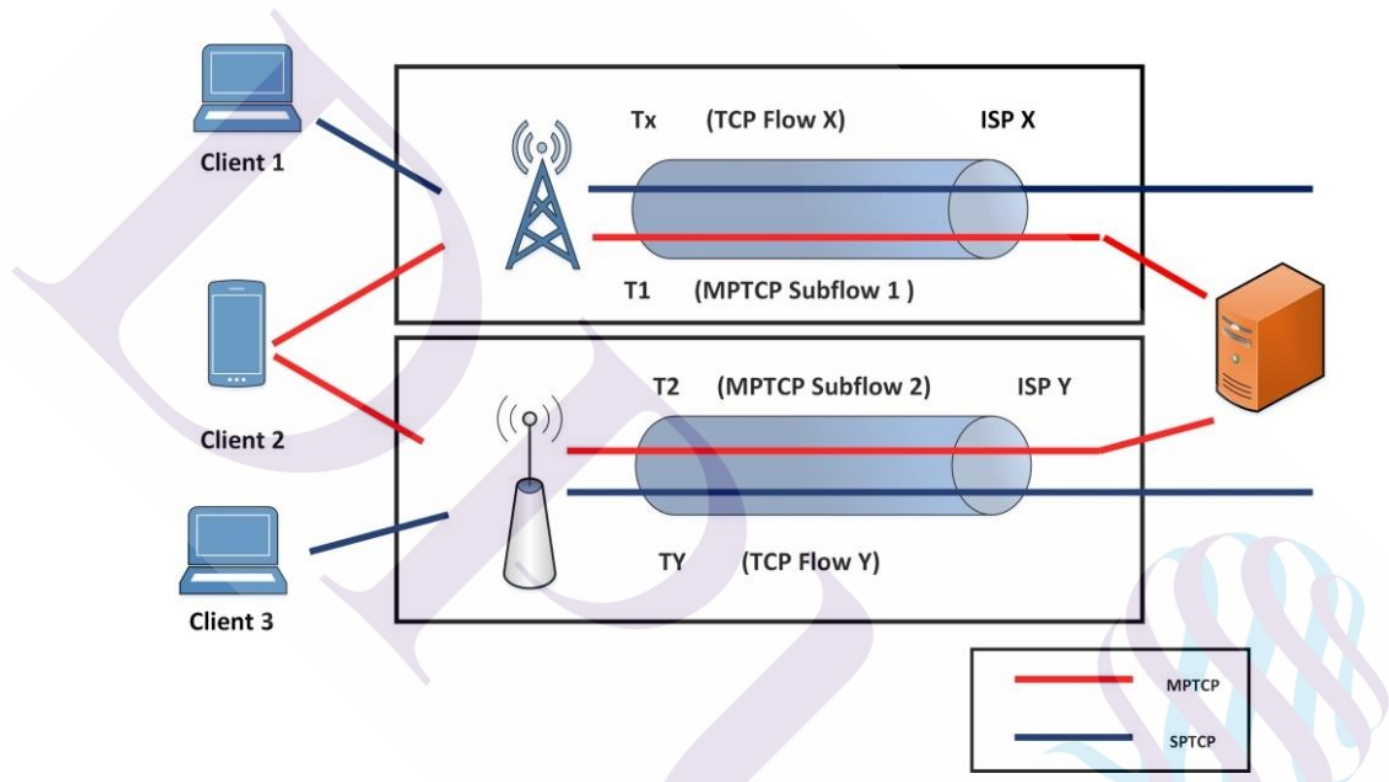 Client 1
Tx (TCP Flow X) ISP X
T1 (MPTCP Subflow 1 )
Client 2
T2 (MPTCP Subflow 2) ISP Y
TY (TCP Flow Y)
Client 3
MPTCP
SPTCP